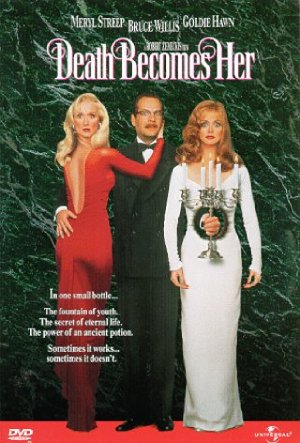 MERYL STREEP BRUCE WILLIS GOLDIE HAWN
A ROBERT ZEMECKIS FILM
Death Becomes Her
In one small bottle...
The fountain of youth.
The secret of eternal life.
The power of an ancient potion.
Sometimes it works...
sometimes it doesn't.
DVD
VIDEO
UNIVERSAL